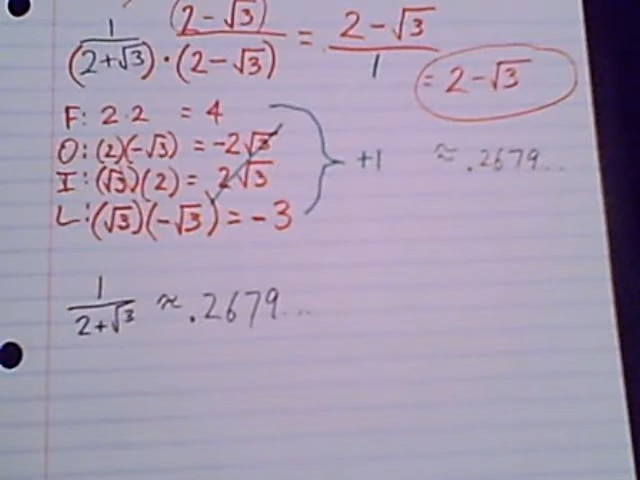 1/(2+√3) · (2-√3)/(2-√3) = 2-√3/1 = 2-√3
F: 2·2 = 4
O: (2)(-√3) = -2√3
I: (√3)(2) = 2√3
L: (√3)(-√3) = -3
+1
≈ .2679...
1/2+√3 ≈ .2679...